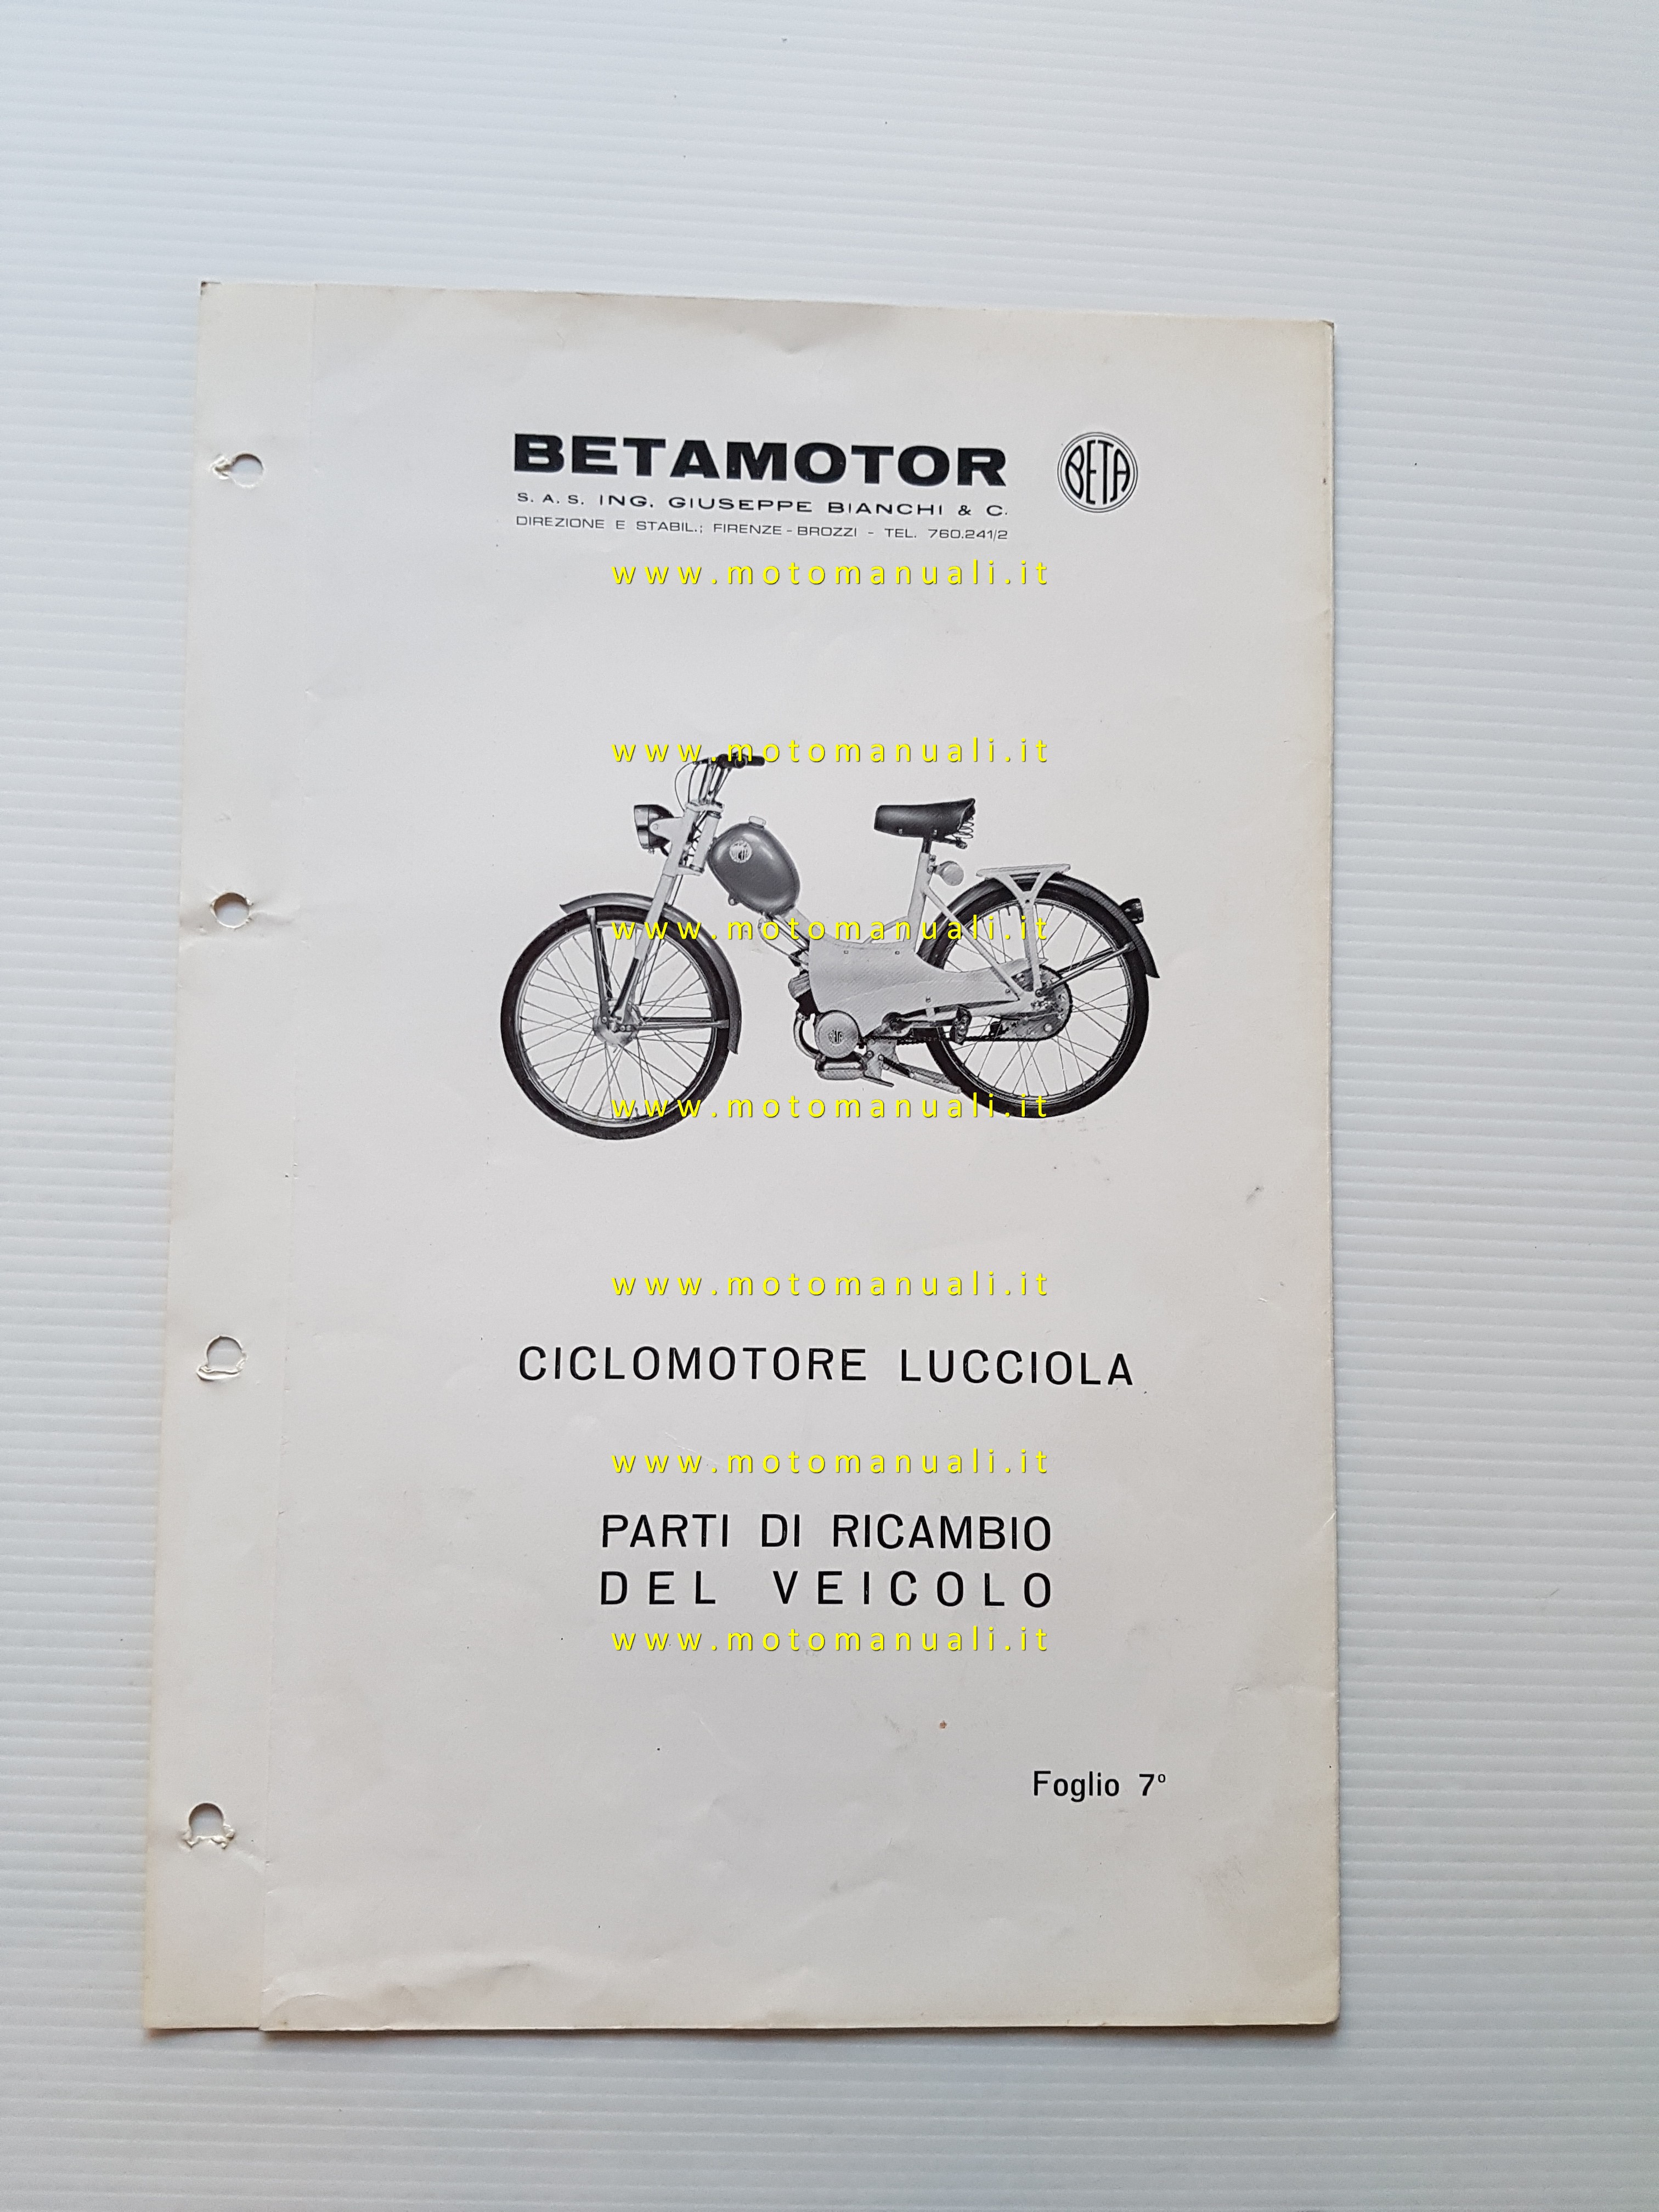 BETAMOTOR
BETA
S. A. S. ING. GIUSEPPE BIANCHI & C.
DIREZIONE E STABIL.; FIRENZE - BROZZI - TEL. 760.241/2
www.motomanuali.it
www.motomanuali.it
www.motomanuali.it
www.motomanuali.it
www.motomanuali.it
CICLOMOTORE LUCCIOLA
www.motomanuali.it
PARTI DI RICAMBIO
DEL VEICOLO
www.motomanuali.it
Foglio 7º